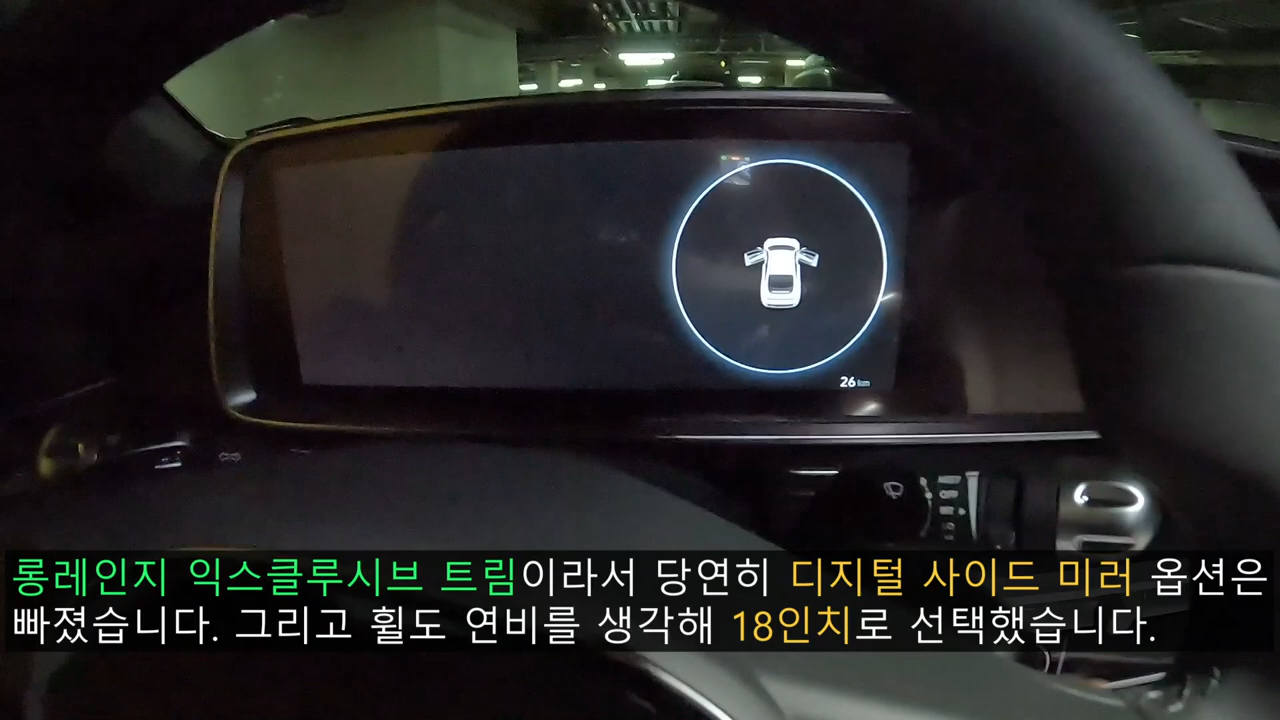 26 km
롱레인지 익스클루시브 트림이라서 당연히 디지털 사이드 미러 옵션은
빠졌습니다. 그리고 휠도 연비를 생각해 18인치로 선택했습니다.